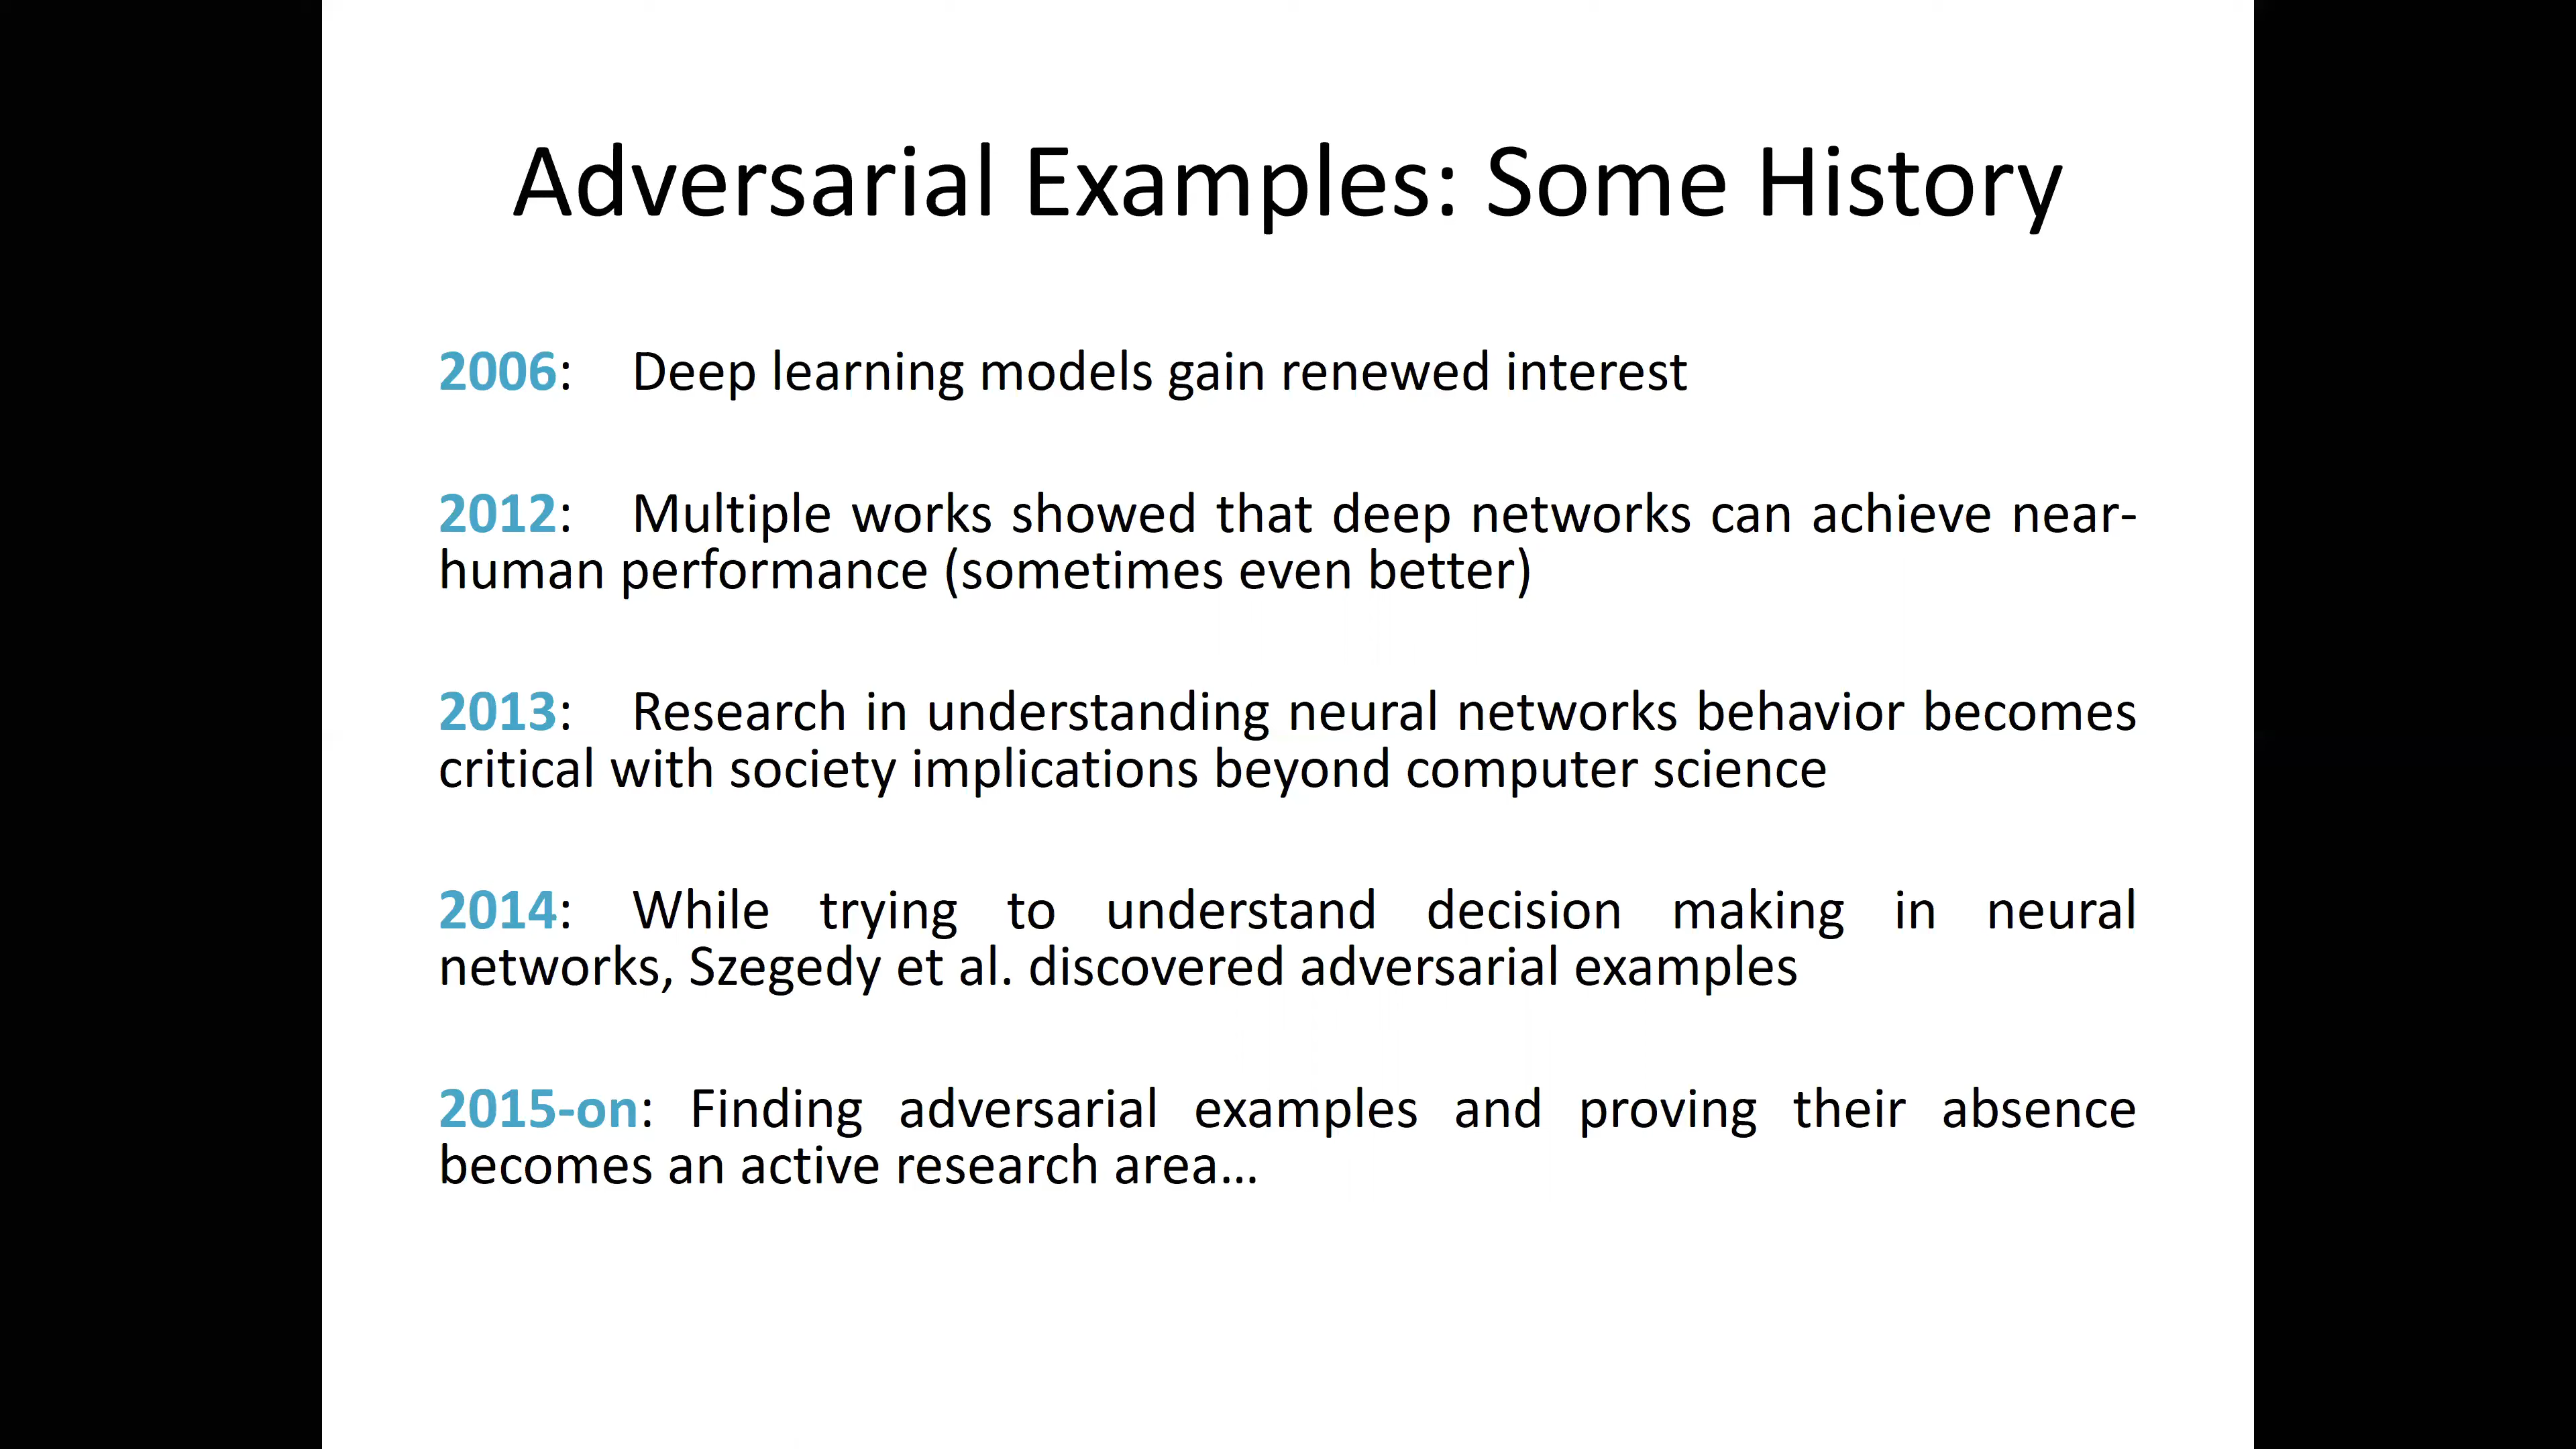 Adversarial Examples: Some History
2006: Deep learning models gain renewed interest
2012: Multiple works showed that deep networks can achieve near-
human performance (sometimes even better)
2013: Research in understanding neural networks behavior becomes
critical with society implications beyond computer science
2014: While trying to understand decision making in neural
networks, Szegedy et al. discovered adversarial examples
2015-on: Finding adversarial examples and proving their absence
becomes an active research area…